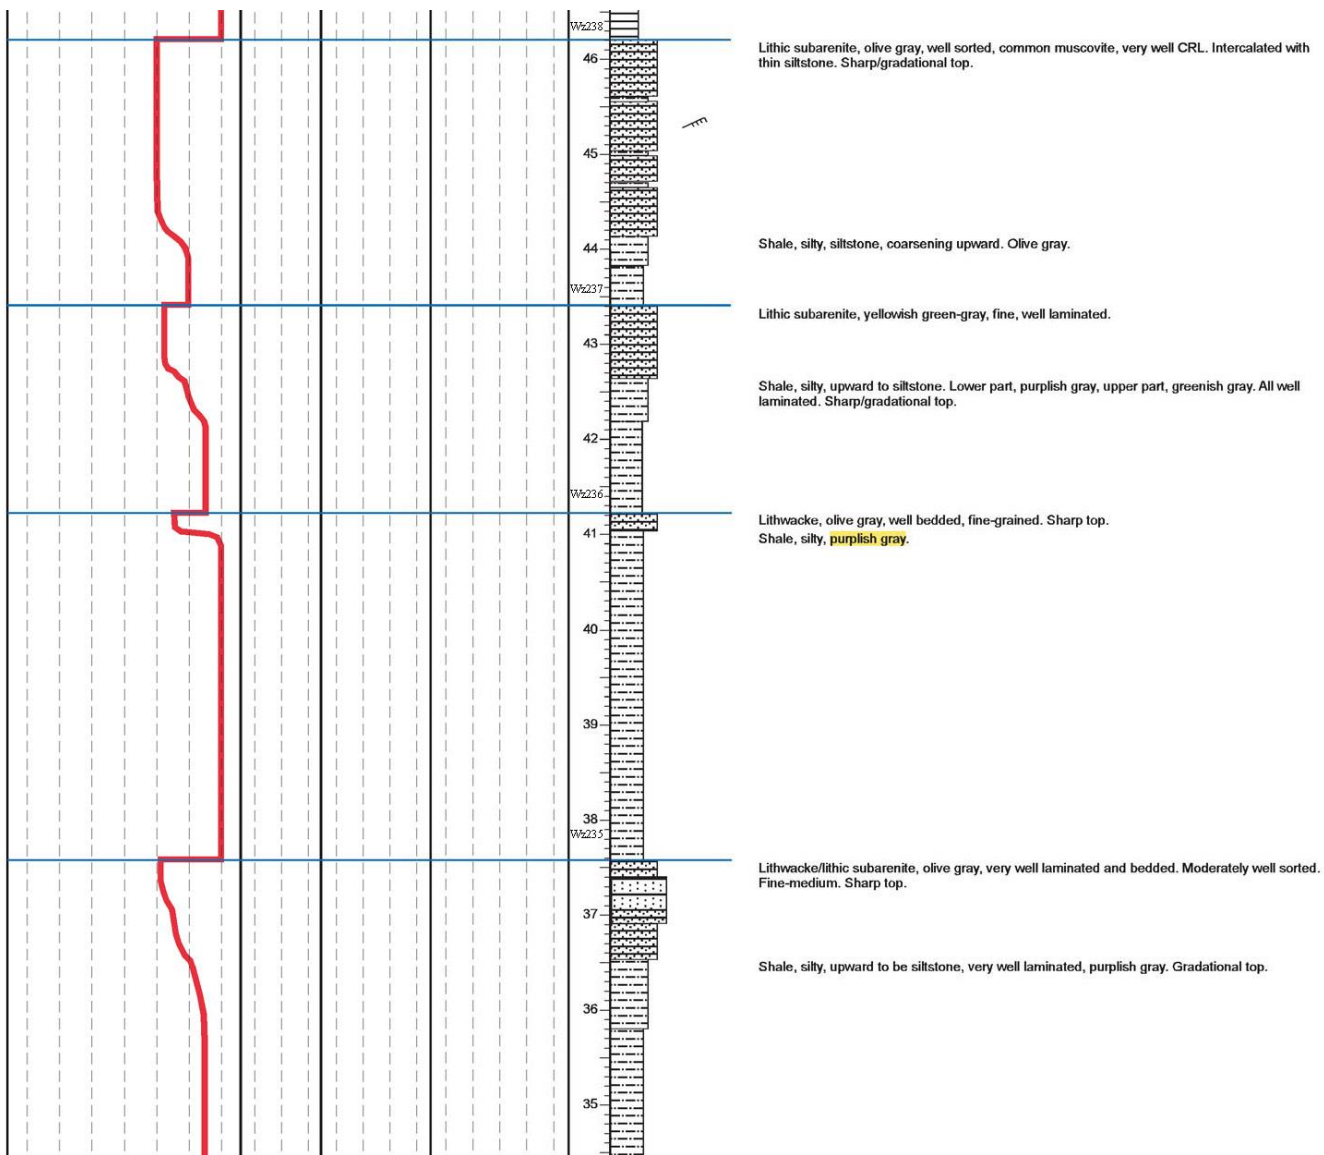 Wz238
Lithic subarenite, olive gray, well sorted, common muscovite, very well CRL. Intercalated with
thin siltstone. Sharp/gradational top.
46
45
Shale, silty, siltstone, coarsening upward. Olive gray.
44
Wz237
Lithic subarenite, yellowish green-gray, fine, well laminated.
43
Shale, silty, upward to siltstone. Lower part, purplish gray, upper part, greenish gray. All well
laminated. Sharp/gradational top.
42
Wz236
Lithwacke, olive gray, well bedded, fine-grained. Sharp top.
41
Shale, silty, purplish gray.
40
39
38
Wz235
Lithwacke/lithic subarenite, olive gray, very well laminated and bedded. Moderately well sorted.
Fine-medium. Sharp top.
37
Shale, silty, upward to be siltstone, very well laminated, purplish gray. Gradational top.
36
35